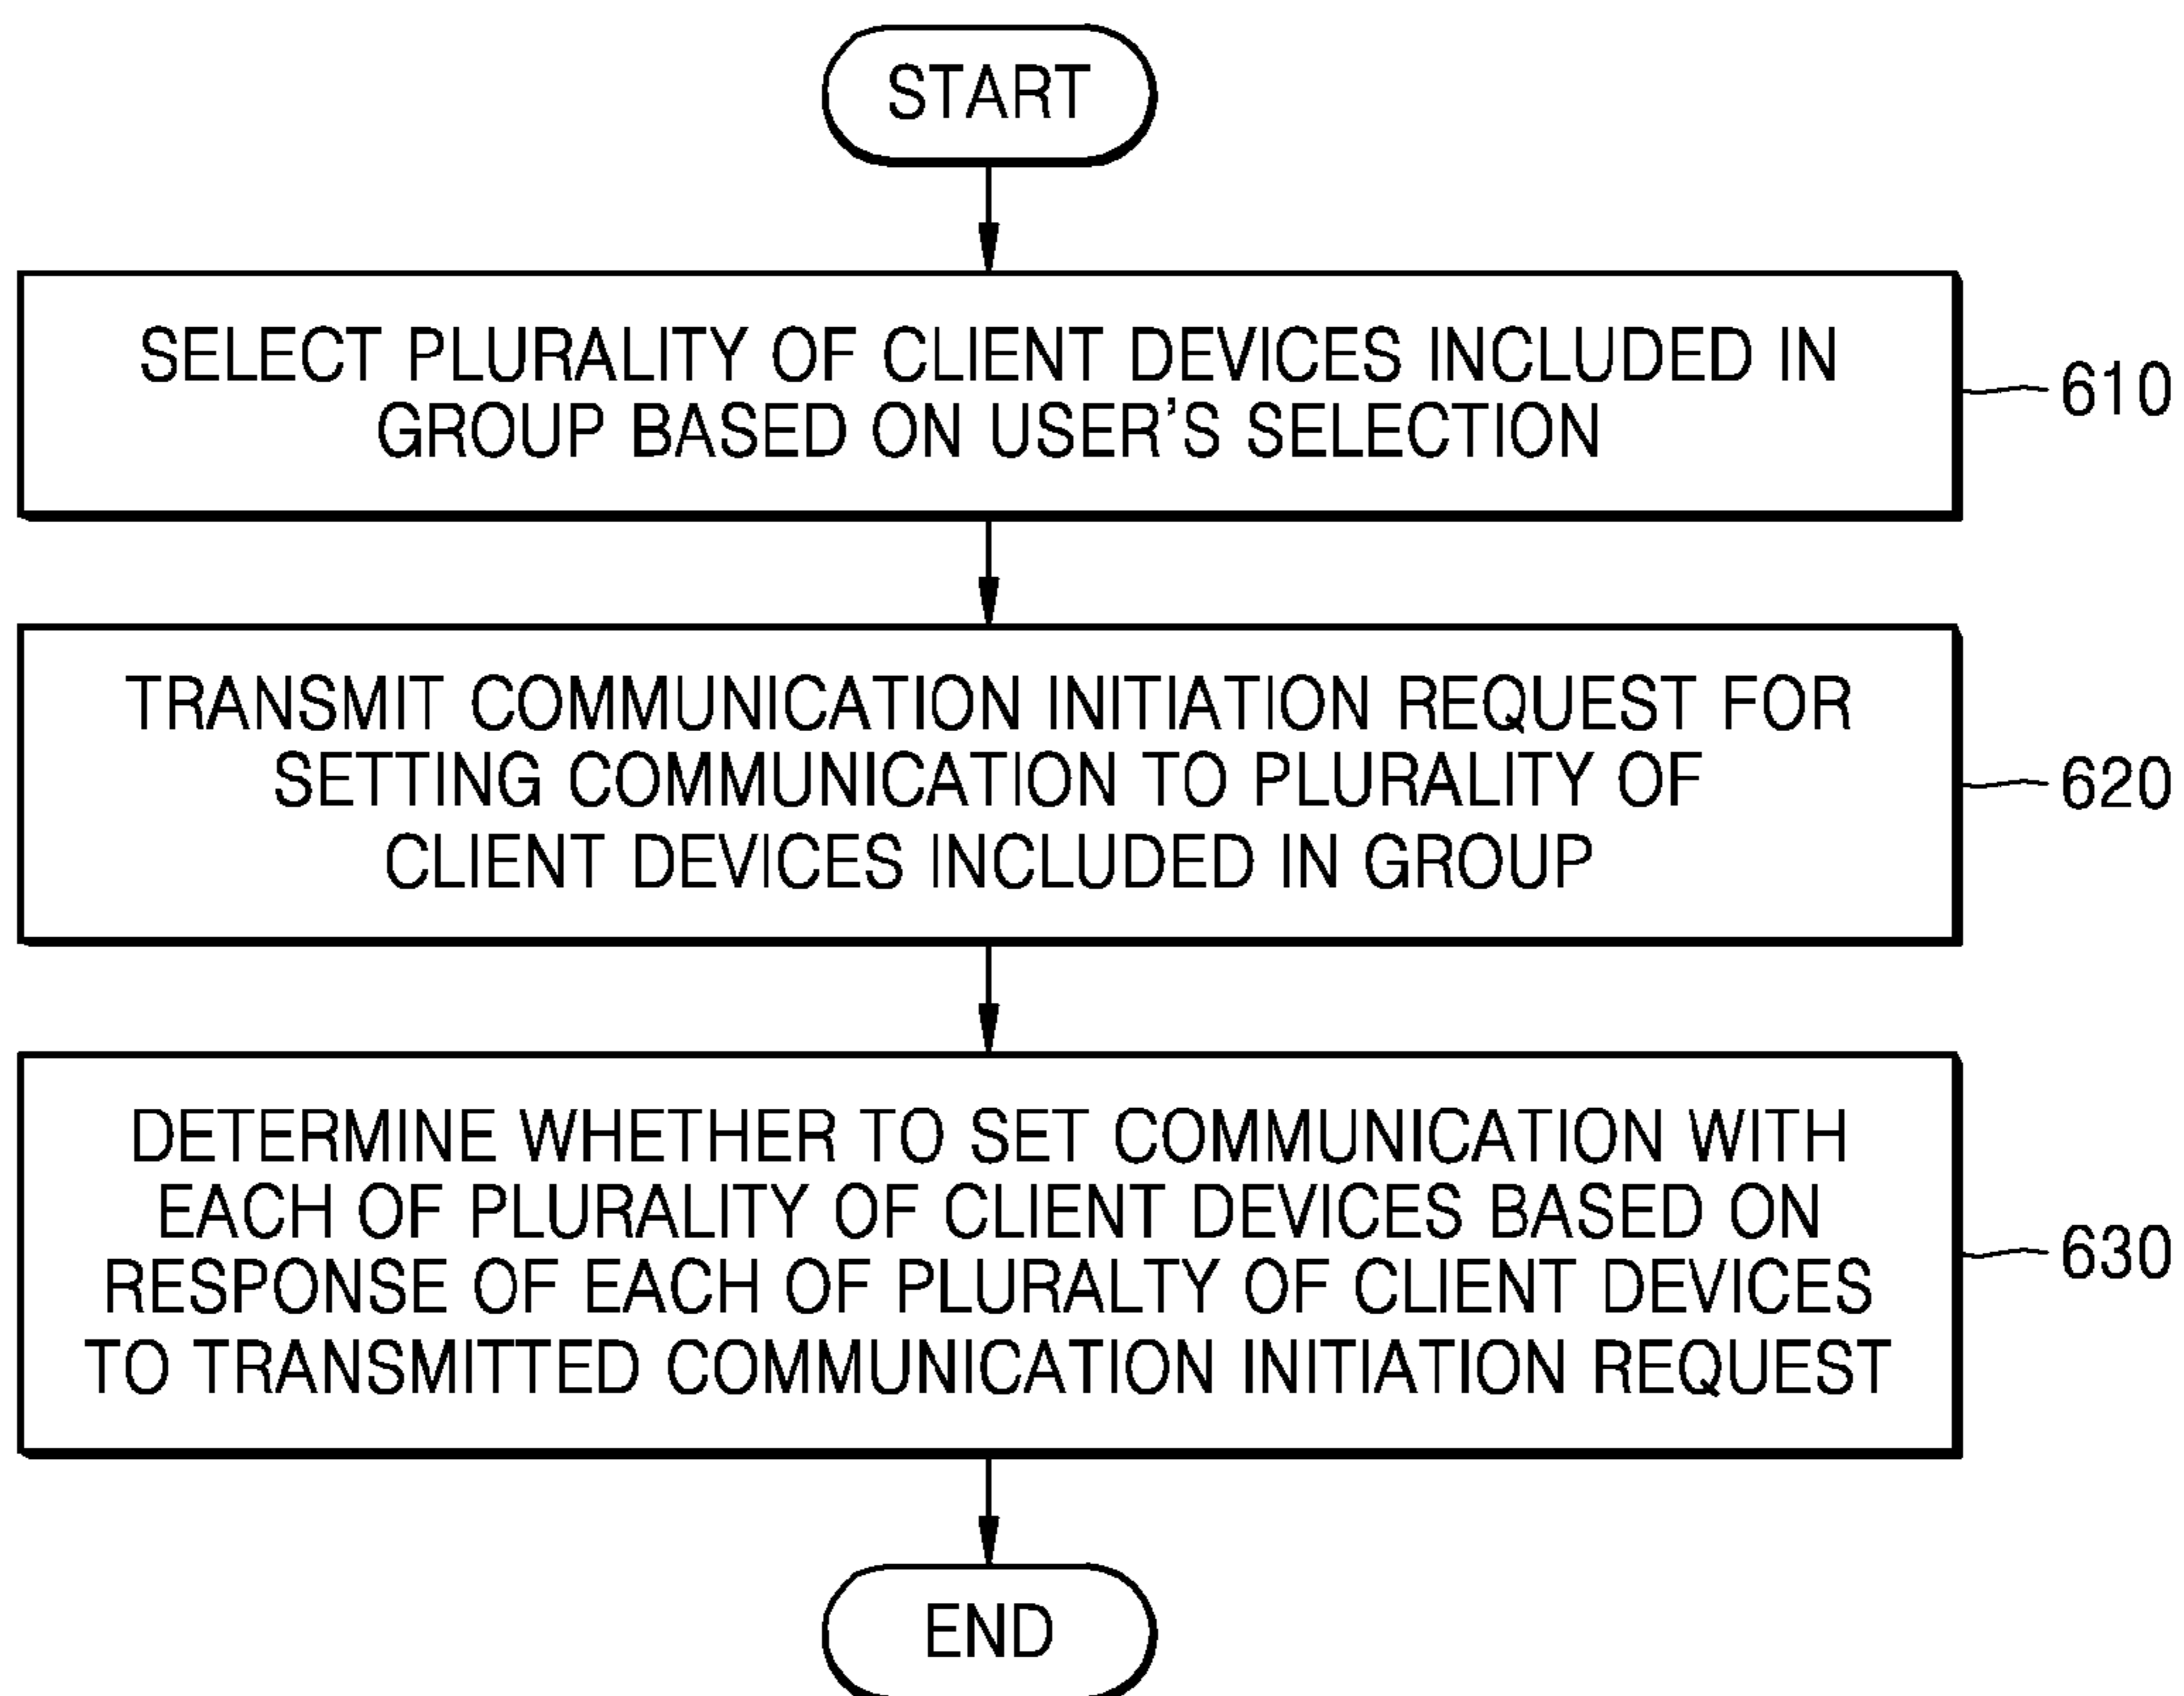 START
SELECT PLURALITY OF CLIENT DEVICES INCLUDED IN
GROUP BASED ON USER'S SELECTION
610
TRANSMIT COMMUNICATION INITIATION REQUEST FOR
SETTING COMMUNICATION TO PLURALITY OF
CLIENT DEVICES INCLUDED IN GROUP
620
DETERMINE WHETHER TO SET COMMUNICATION WITH
EACH OF PLURALITY OF CLIENT DEVICES BASED ON
RESPONSE OF EACH OF PLURALTY OF CLIENT DEVICES
TO TRANSMITTED COMMUNICATION INITIATION REQUEST
630
END